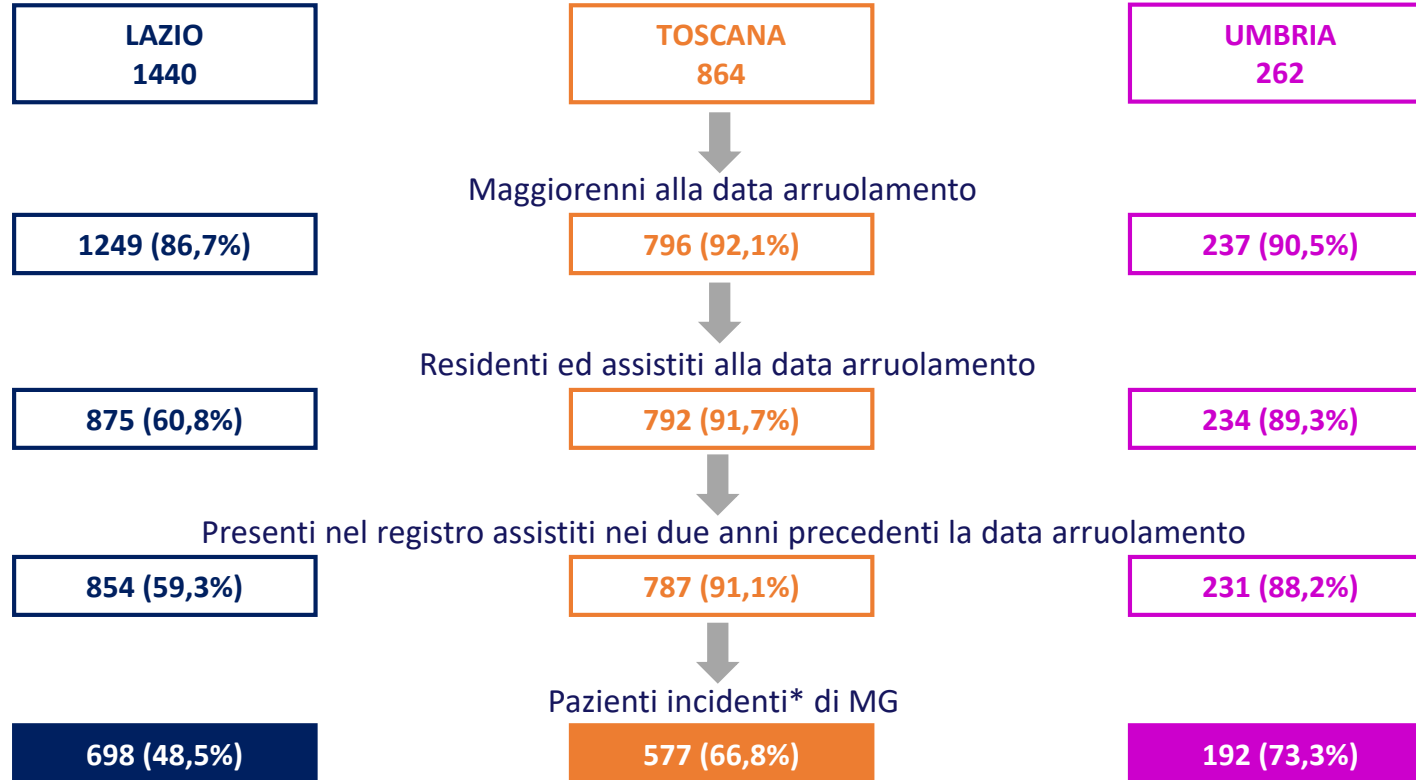 LAZIO
1440
TOSCANA
864
UMBRIA
262
Maggiorenni alla data arruolamento
1249 (86,7%)
796 (92,1%)
237 (90,5%)
Residenti ed assistiti alla data arruolamento
875 (60,8%)
792 (91,7%)
234 (89,3%)
Presenti nel registro assistiti nei due anni precedenti la data arruolamento
854 (59,3%)
787 (91,1%)
231 (88,2%)
Pazienti incidenti* di MG
698 (48,5%)
577 (66,8%)
192 (73,3%)